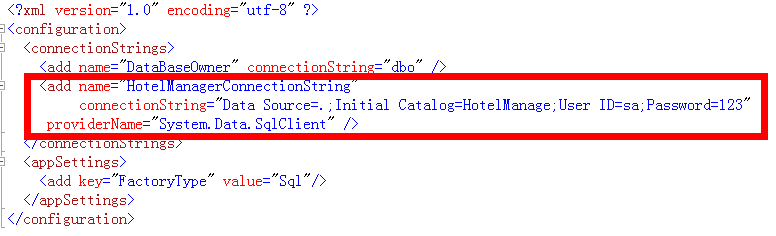 <?xml version="1.0" encoding="utf-8" ?>
<configuration>
<connectionStrings>
<add name="DataBaseOwner" connectionString="dbo" />
<add name="HotelManagerConnectionString"
connectionString="Data Source=.;Initial Catalog=HotelManage;User ID=sa;Password=123"
providerName="System.Data.SqlClient" />
</connectionStrings>
<appSettings>
<add key="FactoryType" value="Sql"/>
</appSettings>
</configuration>